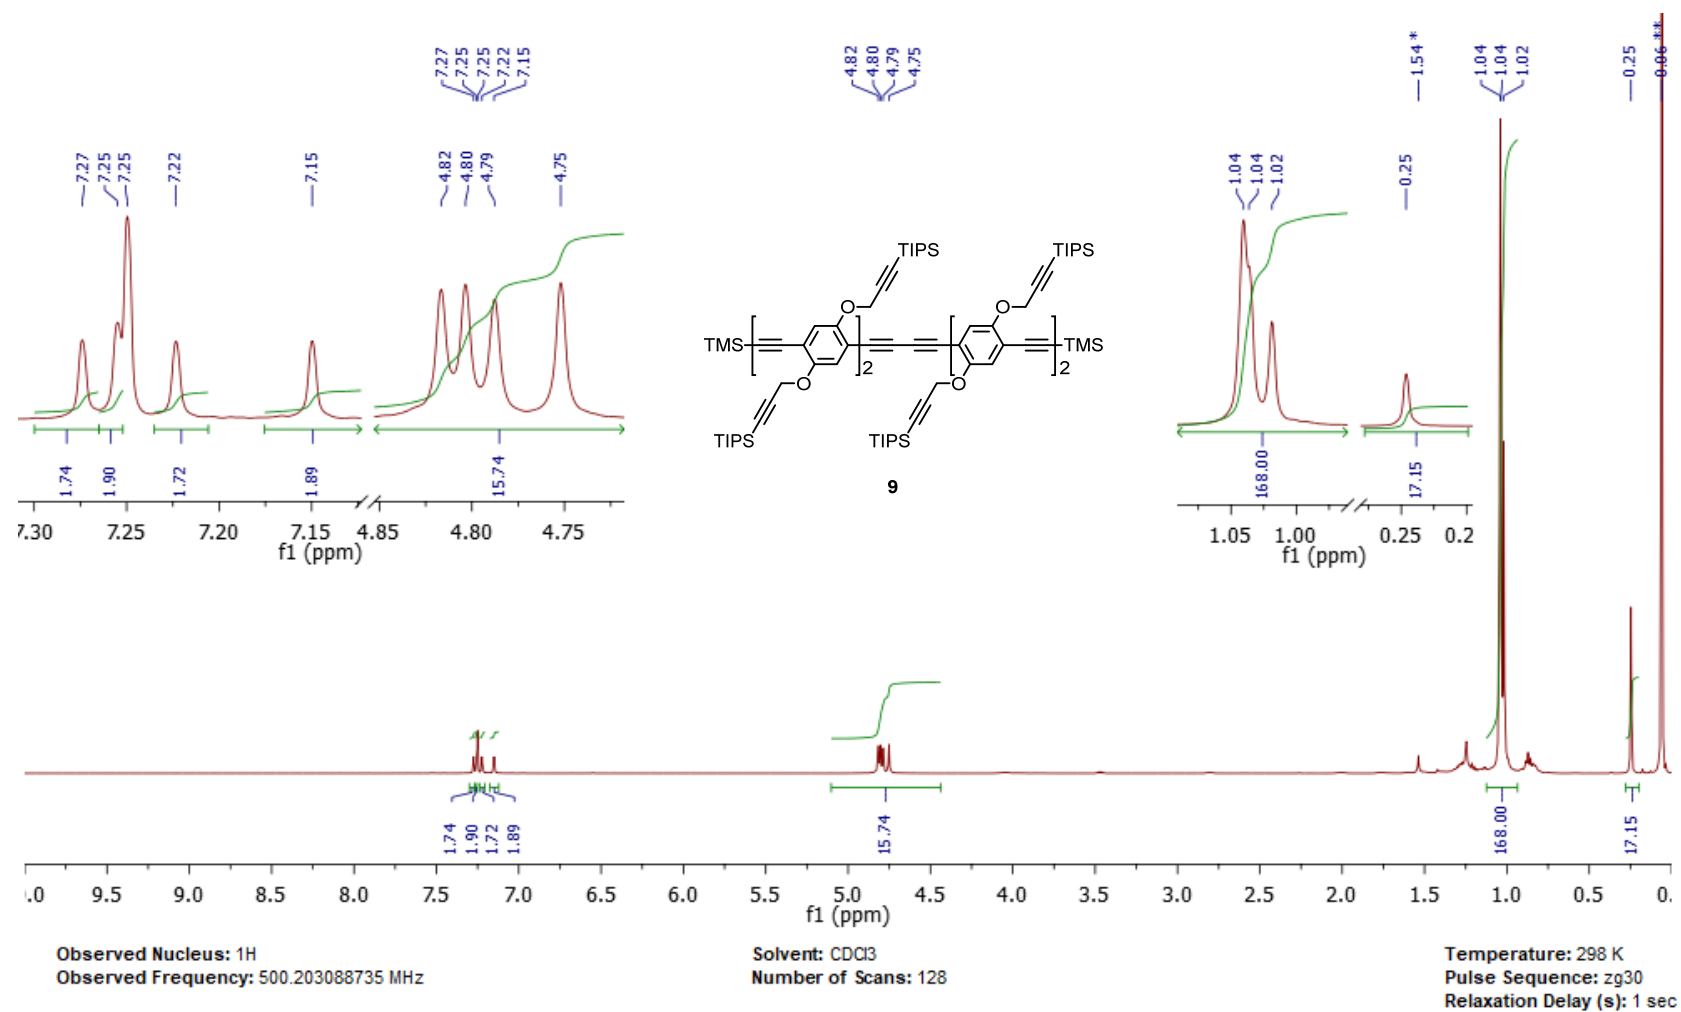 7.27
7.25
7.25
7.22
7.15
4.82
4.80
4.79
4.75
1.54 *
1.04
1.04
1.02
0.25
0.06 **
7.27
7.25
7.25
7.22
7.15
4.82
4.80
4.79
4.75
1.04
1.04
1.02
0.25
TIPS
TIPS
O
O
TMS
2
2
TMS
O
O
TIPS
TIPS
9
1.74
1.90
1.72
1.89
15.74
168.00
17.15
7.30 7.25 7.20 7.15 4.85 4.80 4.75
f1 (ppm)
1.05 1.00 0.25 0.2
f1 (ppm)
1.74
1.90
1.72
1.89
15.74
168.00
17.15
.0 9.5 9.0 8.5 8.0 7.5 7.0 6.5 6.0 5.5 5.0 4.5 4.0 3.5 3.0 2.5 2.0 1.5 1.0 0.5 0.
f1 (ppm)
Observed Nucleus: 1H
Observed Frequency: 500.203088735 MHz
Solvent: CDCl3
Number of Scans: 128
Temperature: 298 K
Pulse Sequence: zg30
Relaxation Delay (s): 1 sec